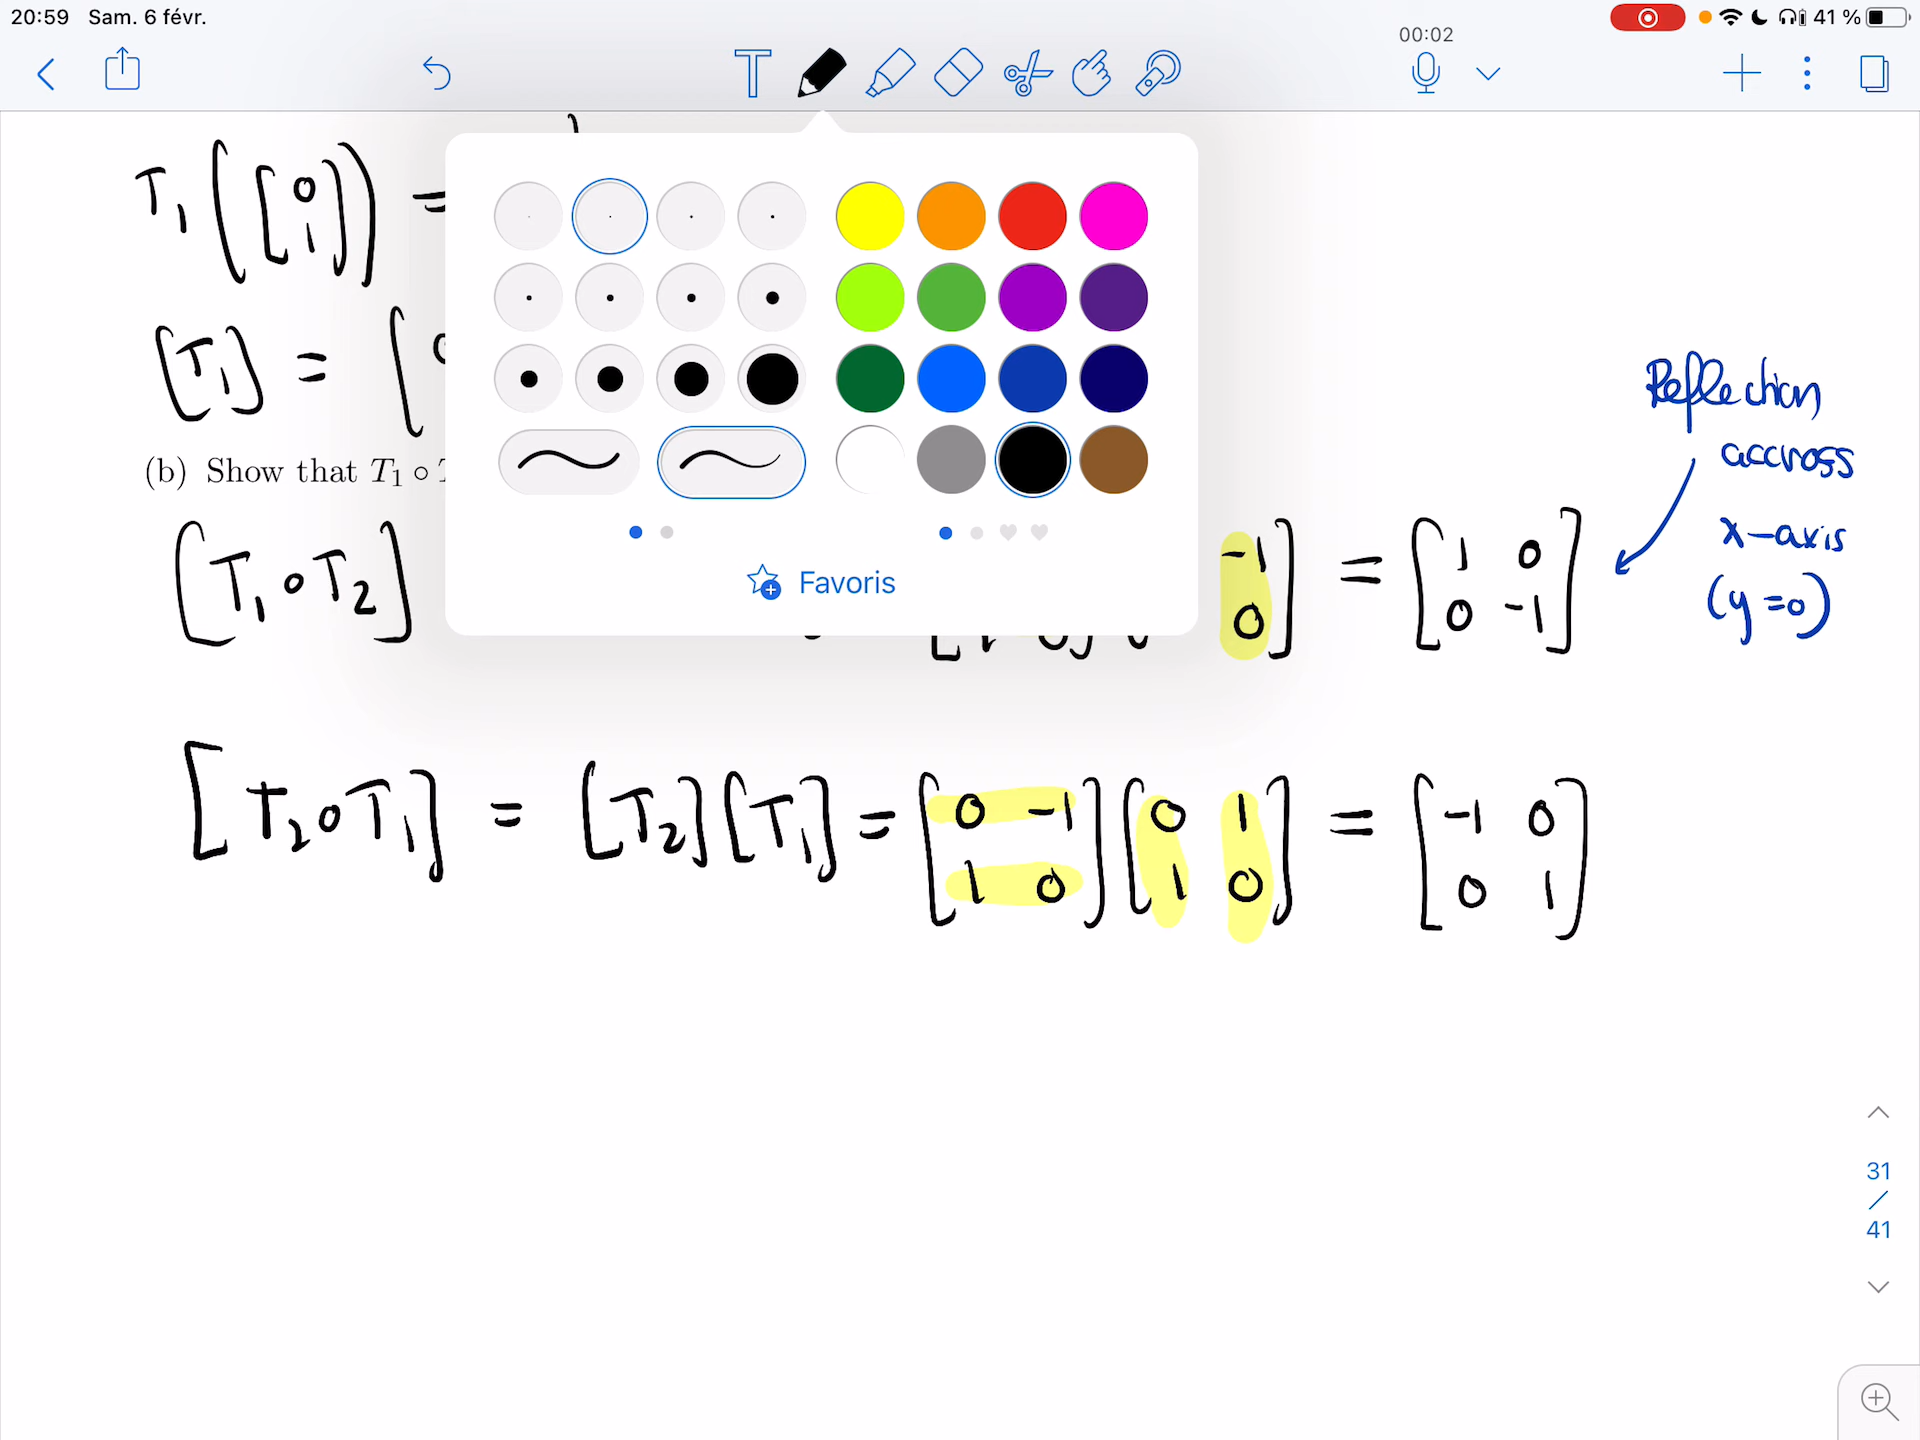 20:59 Sam. 6 févr. 41 %
00:02
T₁([0 1]) =
[T₁] = [
(b) Show that T₁ ∘
[T₁∘T₂] -1 0] = [1 0 0 -1]
Reflection
accross
x-axis
(y=0)
Favoris
[T₂∘T₁] = [T₂][T₁] = [0 -1 1 0][0 1 1 0] = [-1 0 0 1]
31
/
41